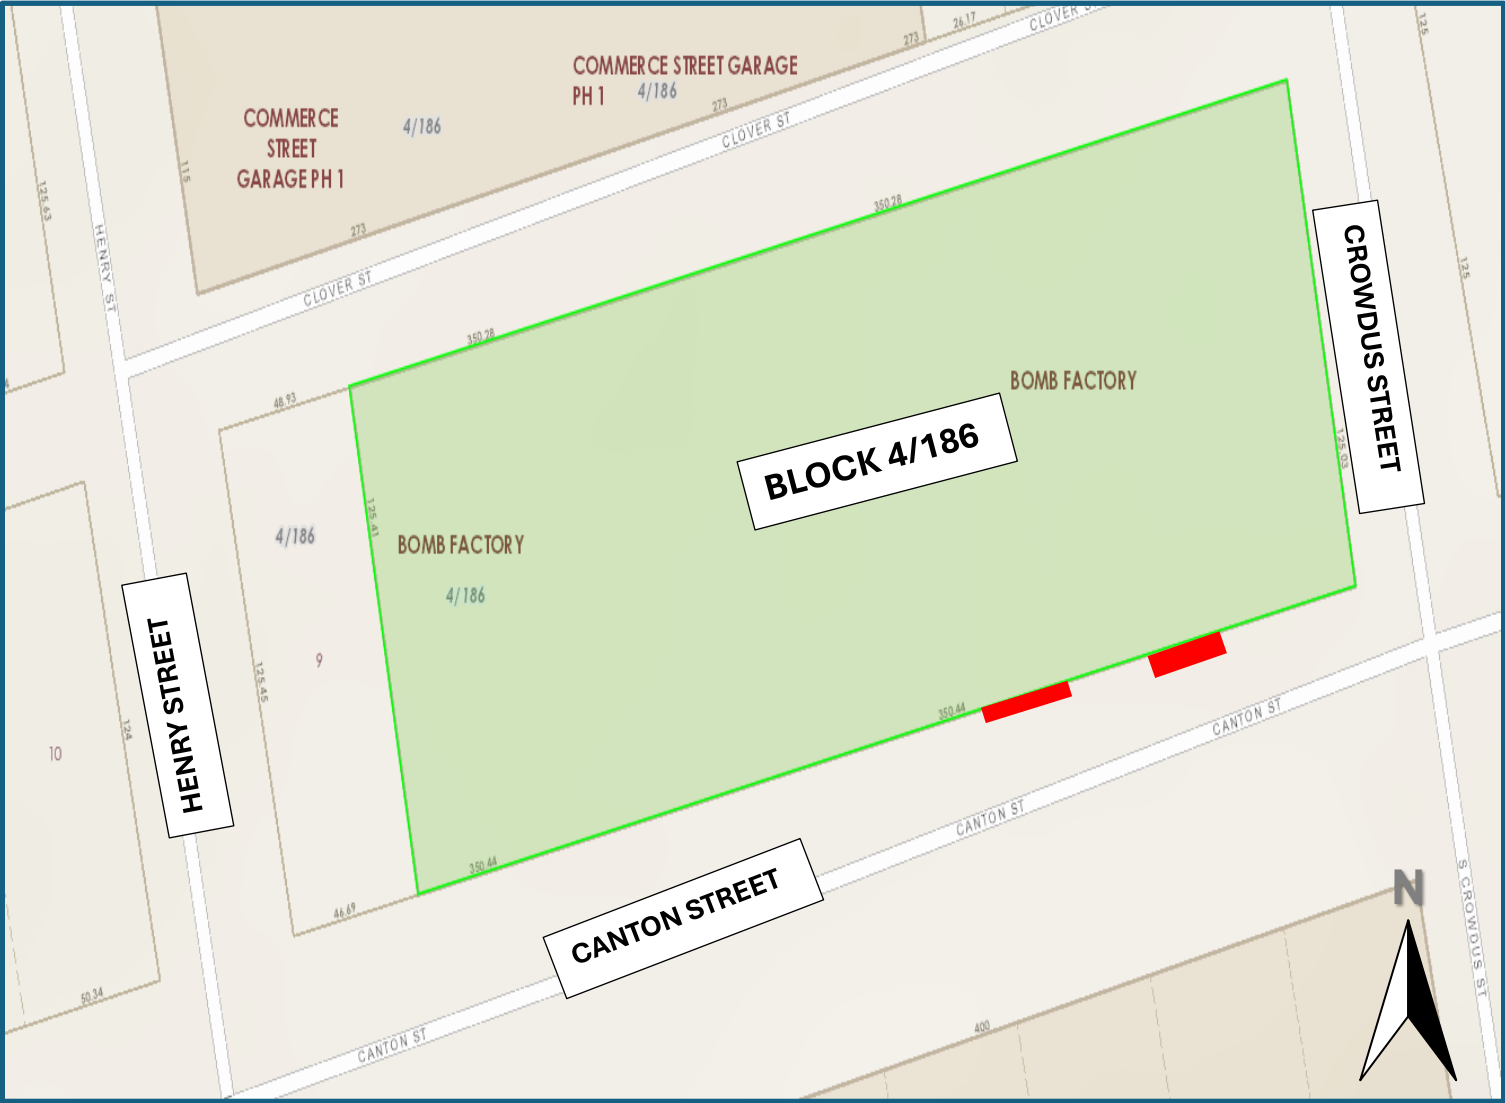 CLOVER ST
125
26.17
273
COMMERCE STREET GARAGE
PH 1
4/186
273
COMMERCE
STREET
GARAGE PH 1
4/186
CLOVER ST
115
125.63
350.28
HENRY ST
273
CROWDUS STREET
125
CLOVER ST
350.28
BOMB FACTORY
48.93
BLOCK 4/186
125.03
125.41
4/186
BOMB FACTORY
4/186
HENRY STREET
9
125.45
350.44
CANTON ST
124
10
CANTON ST
350.44
CANTON STREET
N
46.69
S CROWDUS ST
50.34
400
CANTON ST